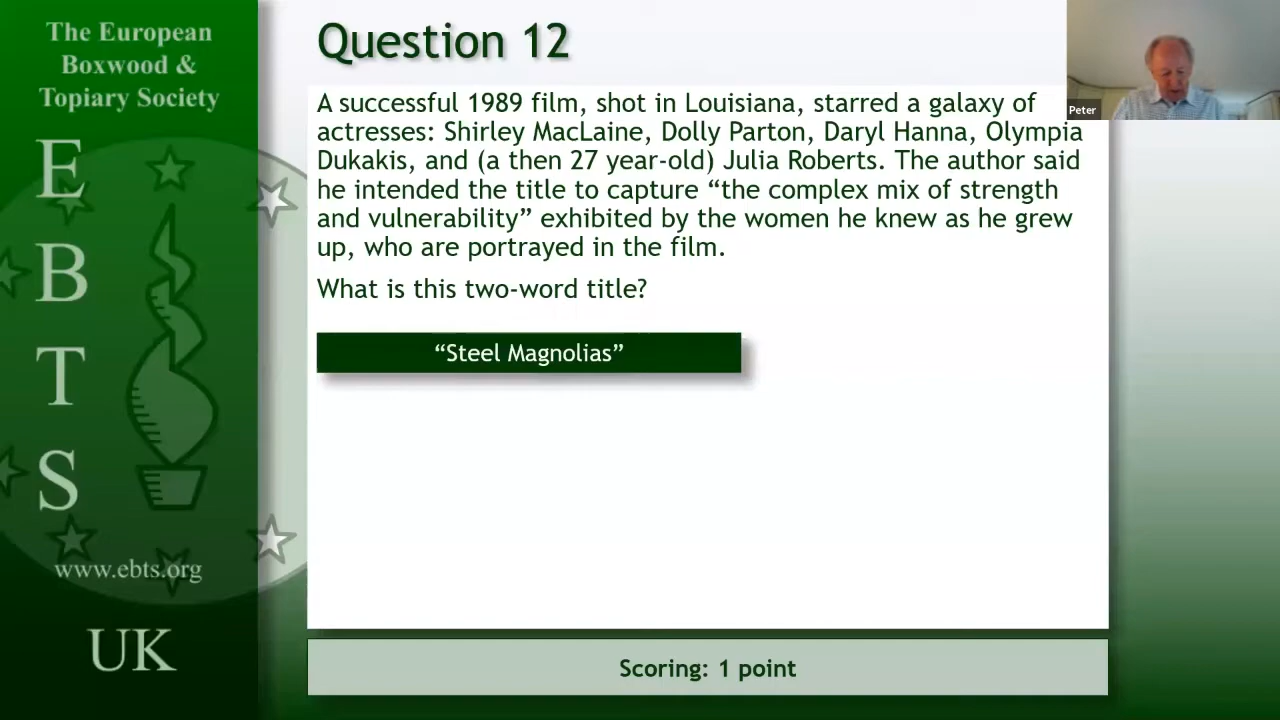 The European
Boxwood &
Topiary Society
E
B
T
S
www.ebts.org
UK
Question 12
A successful 1989 film, shot in Louisiana, starred a galaxy of
actresses: Shirley MacLaine, Dolly Parton, Daryl Hanna, Olympia
Dukakis, and (a then 27 year-old) Julia Roberts. The author said
he intended the title to capture “the complex mix of strength
and vulnerability” exhibited by the women he knew as he grew
up, who are portrayed in the film.
What is this two-word title?
“Steel Magnolias”
Scoring: 1 point
Peter